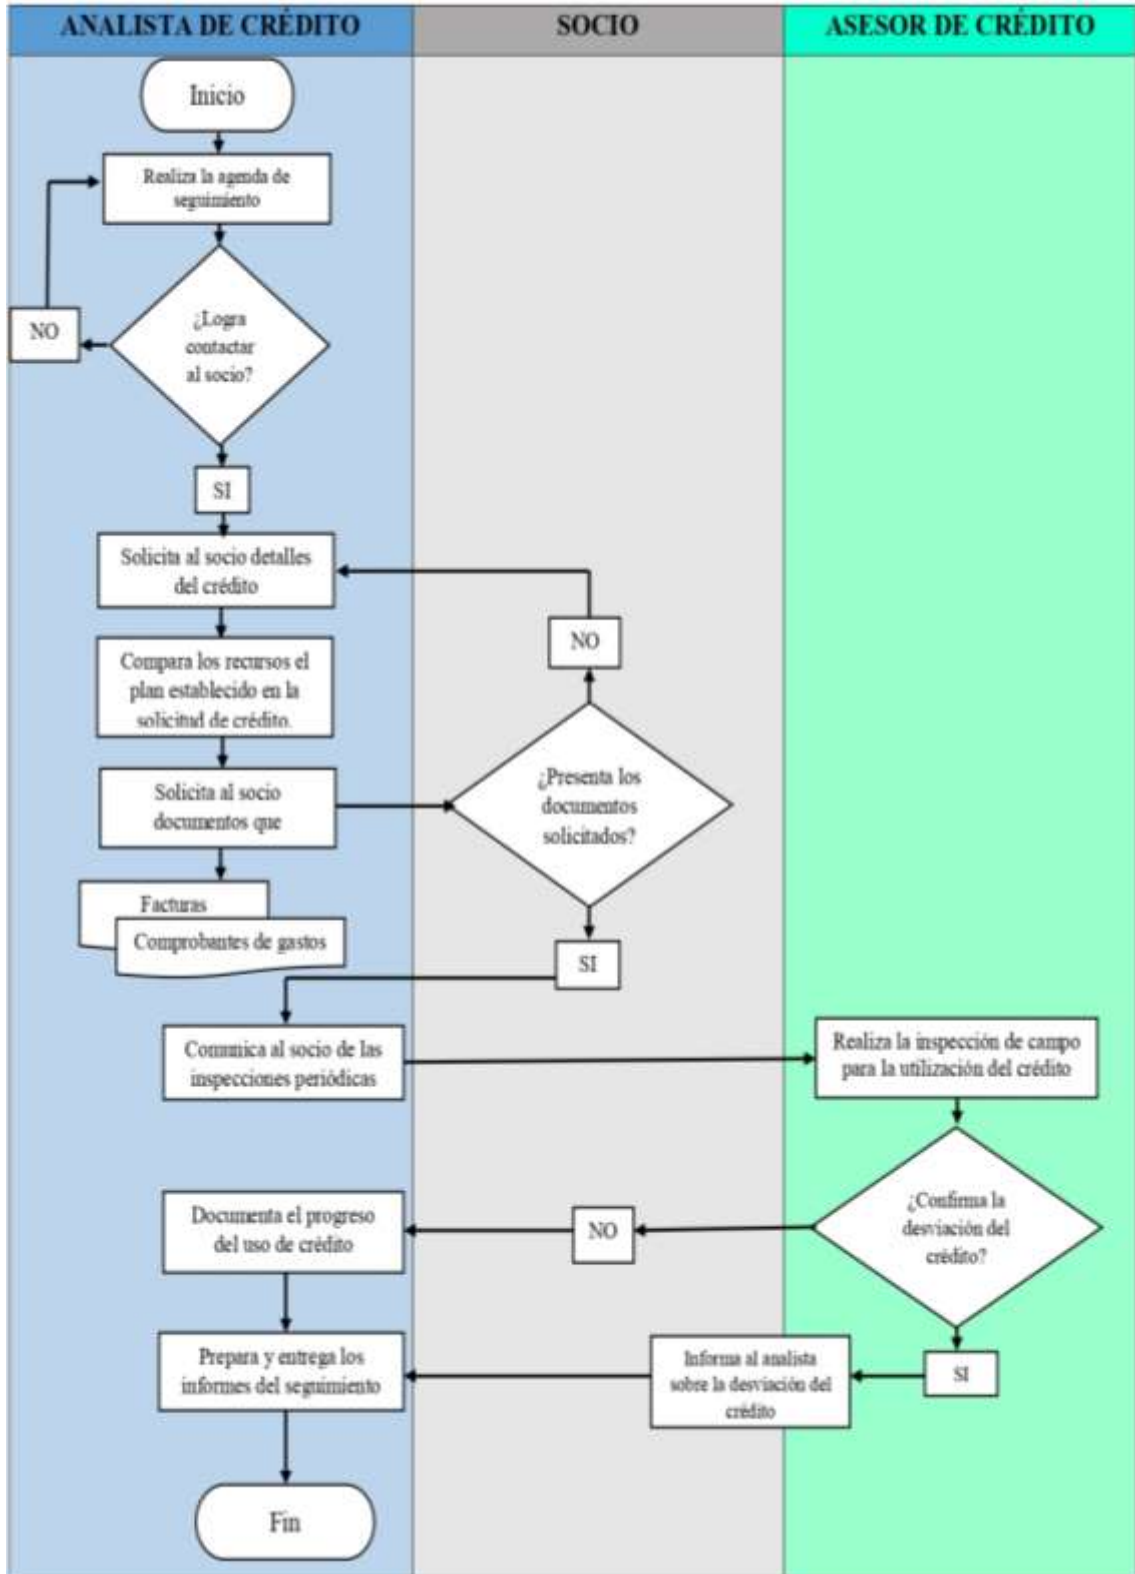 ANALISTA DE CRÉDITO
SOCIO
ASESOR DE CRÉDITO
Inicio
Realiza la agenda de
seguimiento
¿Logra
contactar
al socio?
NO
SI
Solicita al socio detalles
del crédito
NO
Compara los recursos el
plan establecido en la
solicitud de crédito.
Solicita al socio
documentos que
¿Presenta los
documentos
solicitados?
Facturas
Comprobantes de gastos
SI
Comunica al socio de las
inspecciones periódicas
Realiza la inspección de campo
para la utilización del crédito
¿Confirma la
desviación del
crédito?
NO
Documenta el progreso
del uso de crédito
SI
Informa al analista
sobre la desviación del
crédito
Prepara y entrega los
informes del seguimiento
Fin